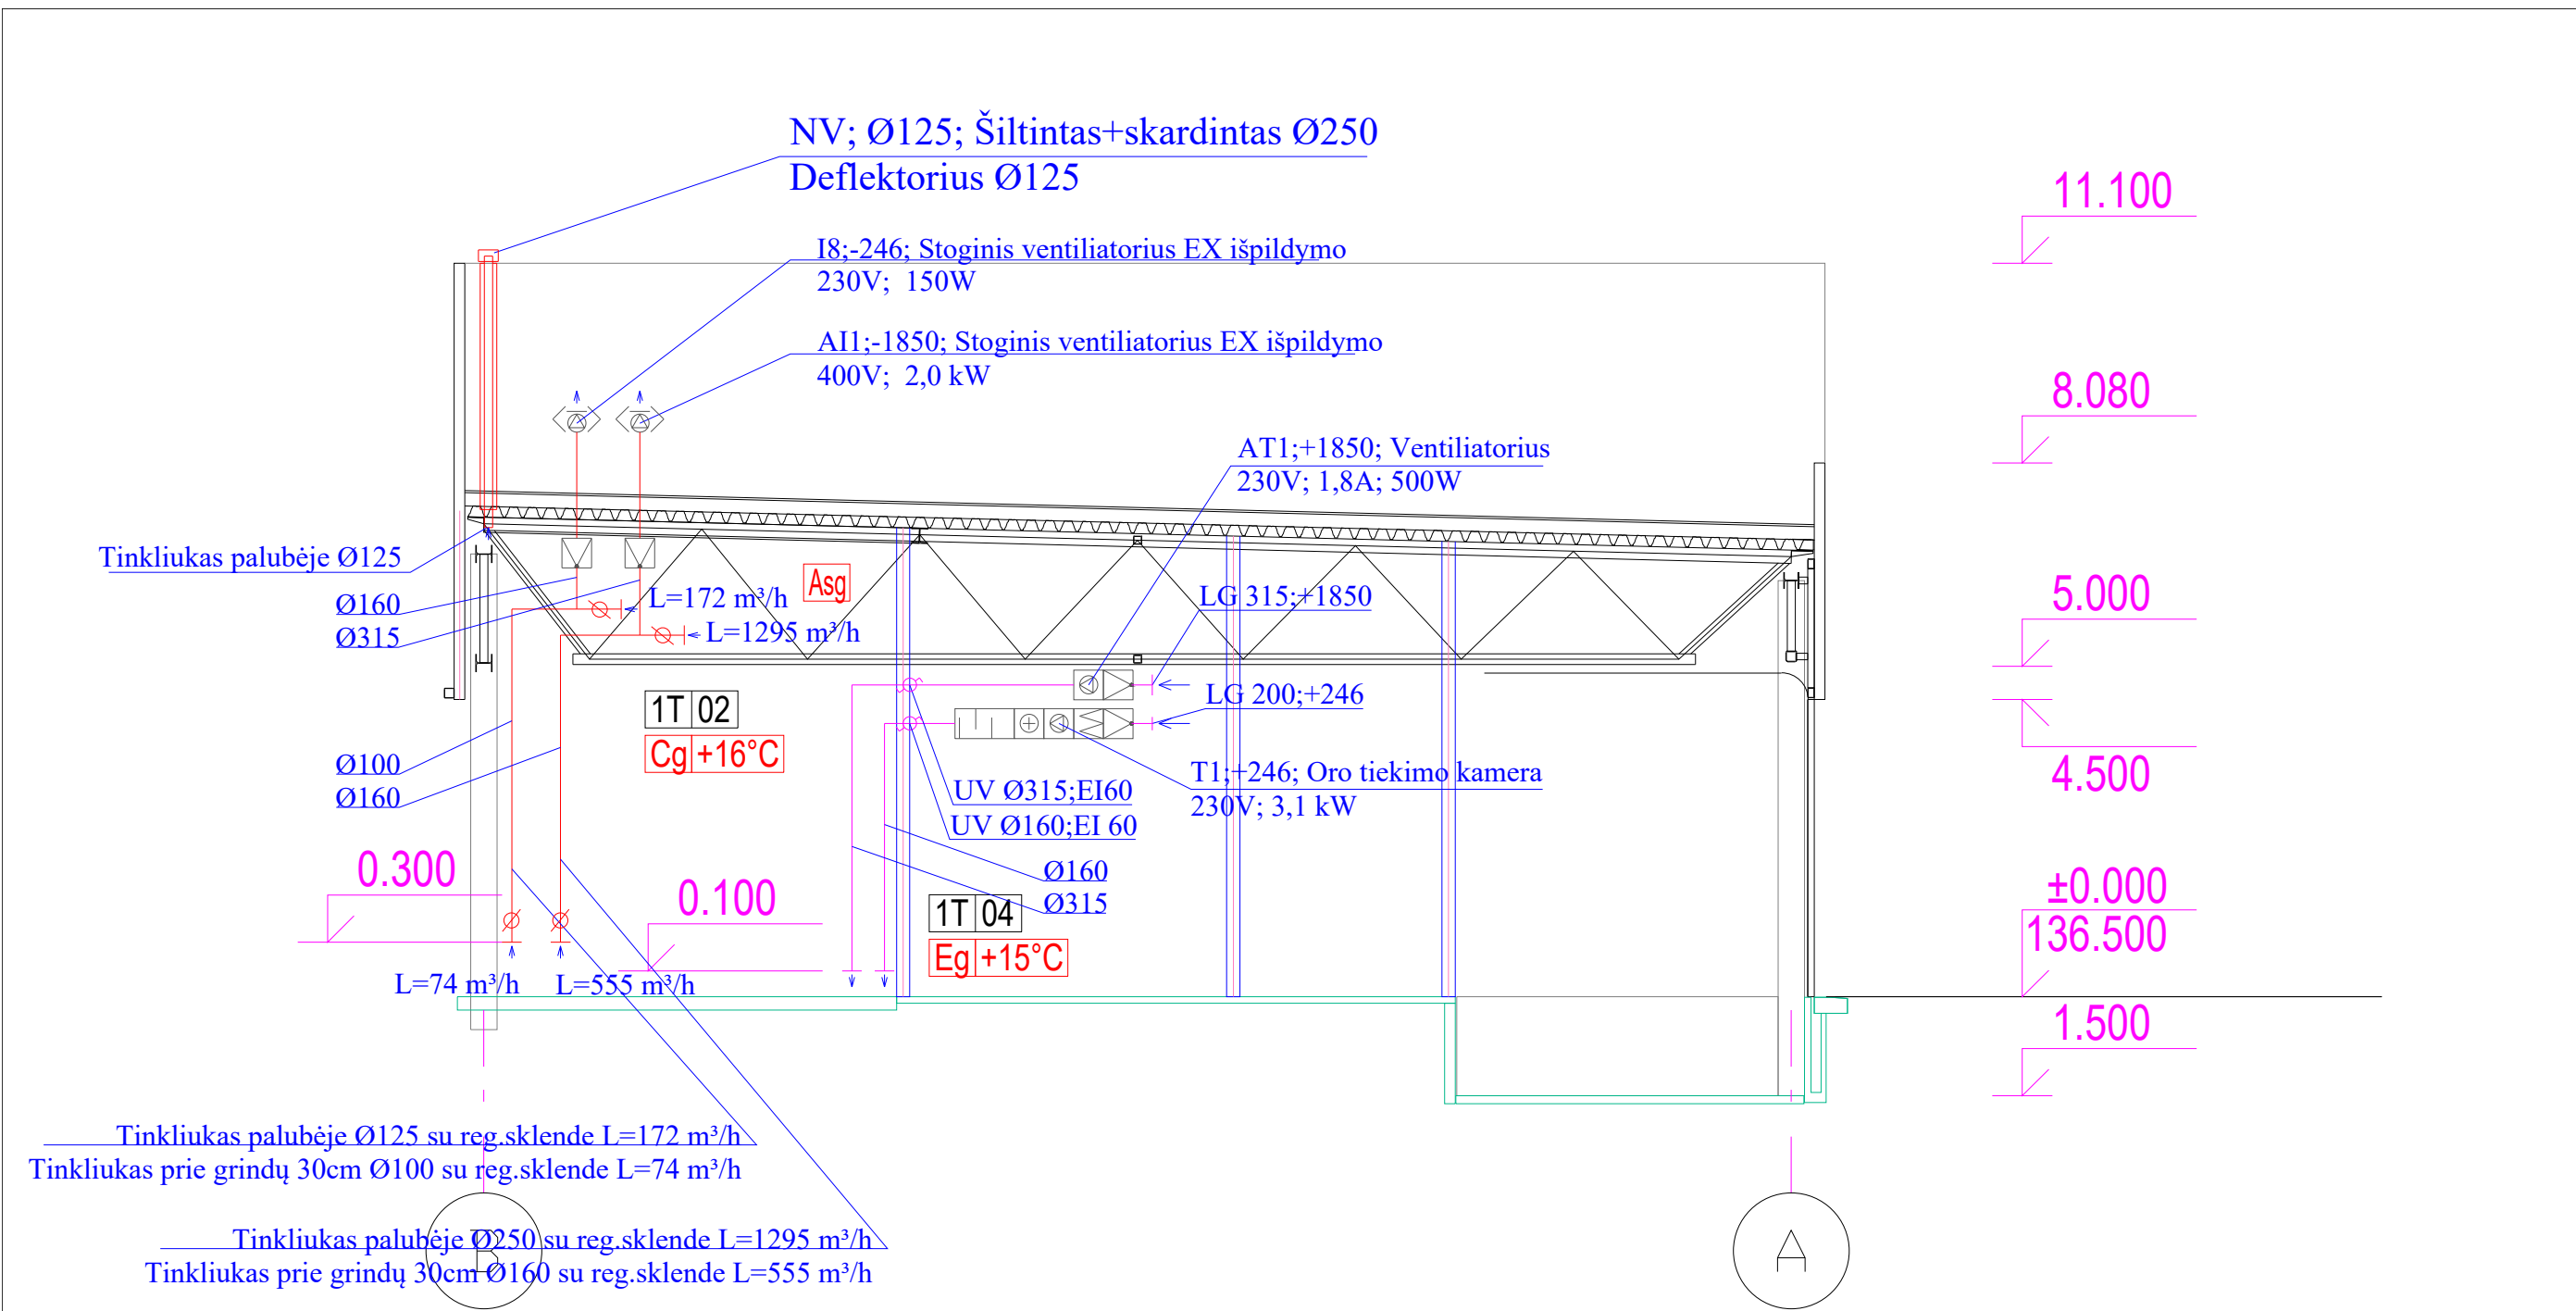 NV; Ø125; Šiltintas+skardintas Ø250
Deflektorius Ø125
11.100
I8;-246; Stoginis ventiliatorius EX išpildymo
230V; 150W
AI1;-1850; Stoginis ventiliatorius EX išpildymo
400V; 2,0 kW
8.080
AT1;+1850; Ventiliatorius
230V; 1,8A; 500W
Tinkliukas palubėje Ø125
Ø160
Ø315
L=172 m³/h
Asg
L=1295 m³/h
LG 315;+1850
5.000
1T 02
Cg +16°C
LG 200;+246
Ø100
Ø160
UV Ø315;EI60
UV Ø160;EI 60
T1;+246; Oro tiekimo kamera
230V; 3,1 kW
4.500
0.300
0.100
Ø160
Ø315
1T 04
Eg +15°C
±0.000
136.500
L=74 m³/h
L=555 m³/h
1.500
Tinkliukas palubėje Ø125 su reg.sklende L=172 m³/h
Tinkliukas prie grindų 30cm Ø100 su reg.sklende L=74 m³/h
Tinkliukas palubėje Ø250 su reg.sklende L=1295 m³/h
Tinkliukas prie grindų 30cm Ø160 su reg.sklende L=555 m³/h
B
A